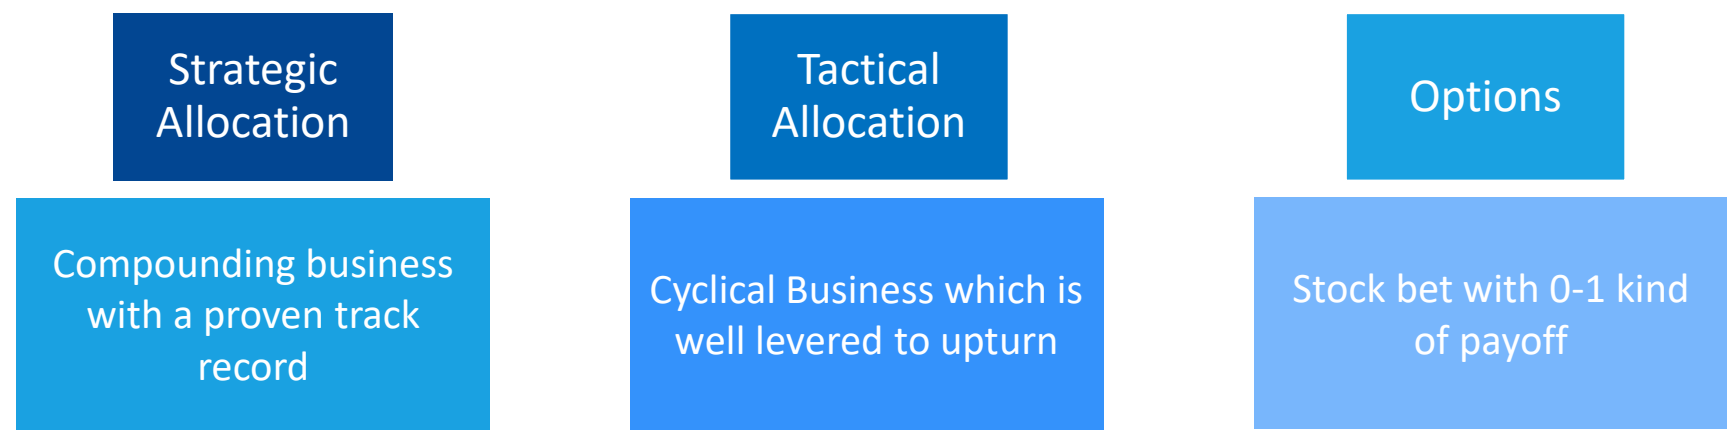 Strategic
Allocation
Compounding business
with a proven track
record
Tactical
Allocation
Cyclical Business which is
well levered to upturn
Options
Stock bet with 0-1 kind
of payoff